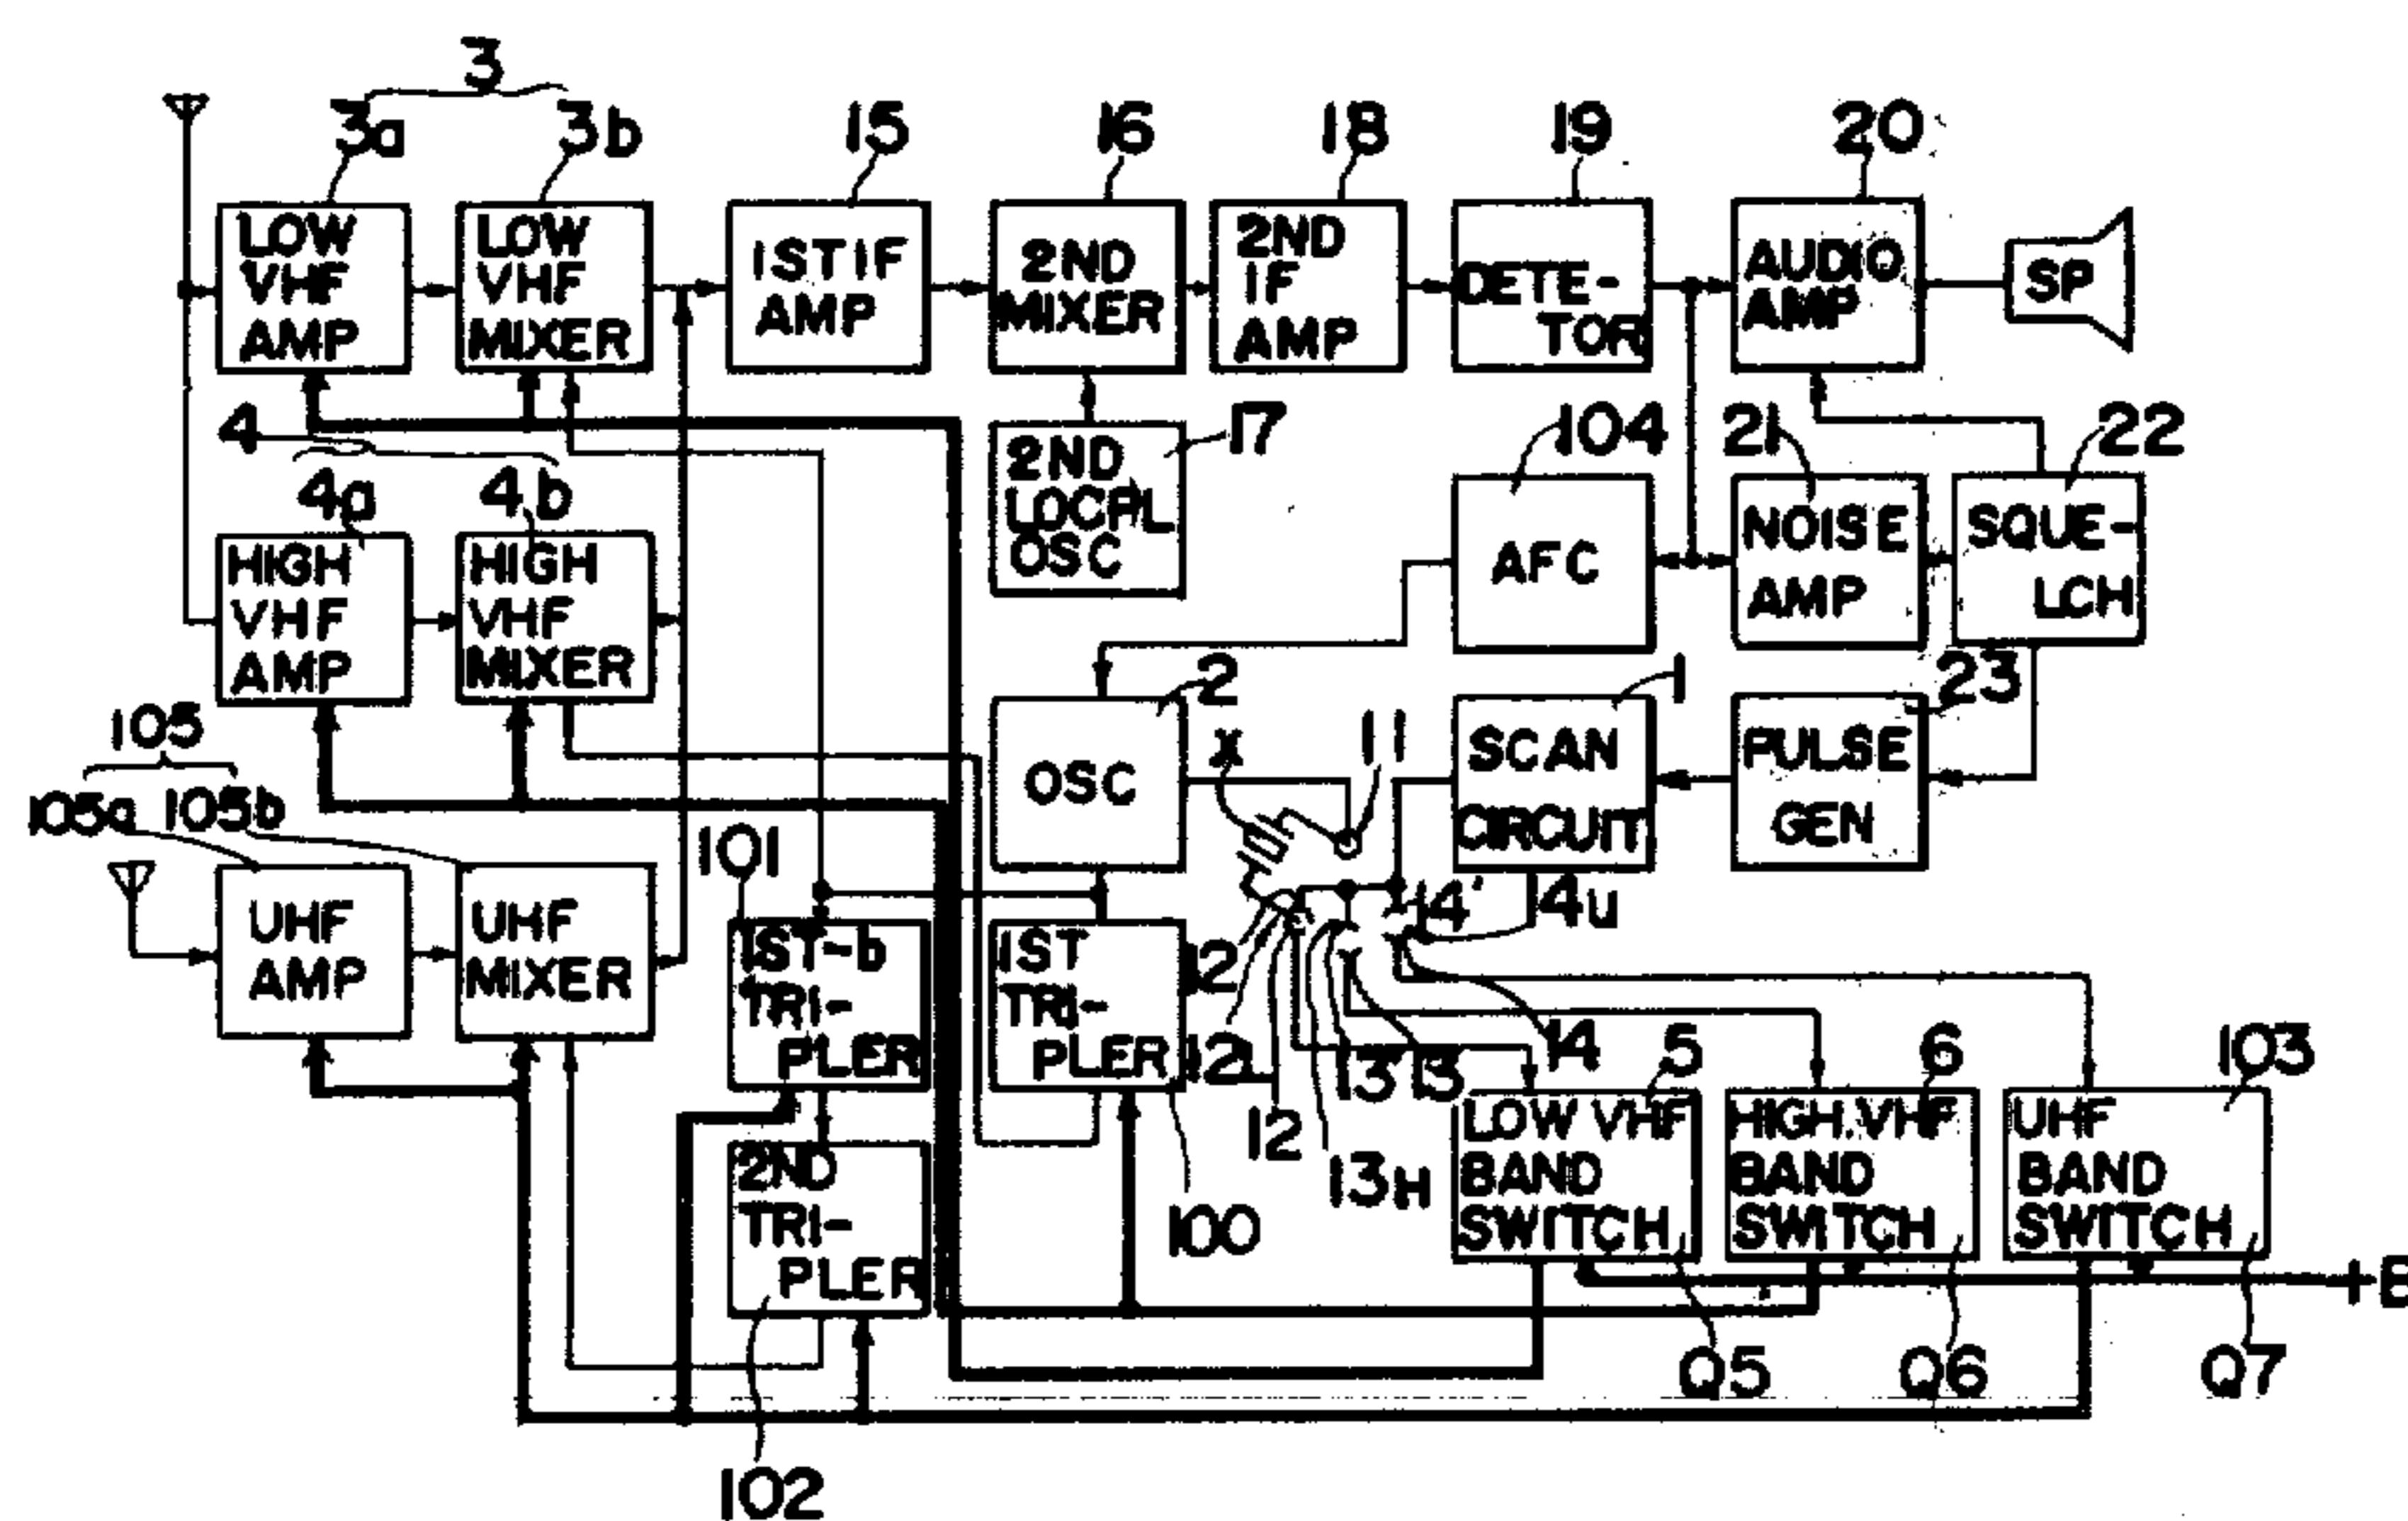 3
3a
3b
15
16
18
19
20
LOW
VHF
AMP
LOW
VHF
MIXER
1ST IF
AMP
2ND
MIXER
2ND
IF
AMP
DETE-
TOR
AUDIO
AMP
SP
4
4a
4b
17
104
21
22
2ND
LOCAL
OSC
AFC
NOISE
AMP
SQUE-
LCH
HIGH
VHF
AMP
HIGH
VHF
MIXER
2
X
11
1
23
OSC
SCAN
CIRCUIT
PULSE
GEN
105
105a
105b
101
UHF
AMP
UHF
MIXER
1ST-b
TRI-
PLER
1ST
TRI-
PLER
14'
14u
12
12
13'
13
14
5
6
103
12
13H
100
2ND
TRI-
PLER
LOW VHF
BAND
SWITCH
HIGH.VHF
BAND
SWITCH
UHF
BAND
SWITCH
+B
Q5
Q6
Q7
102